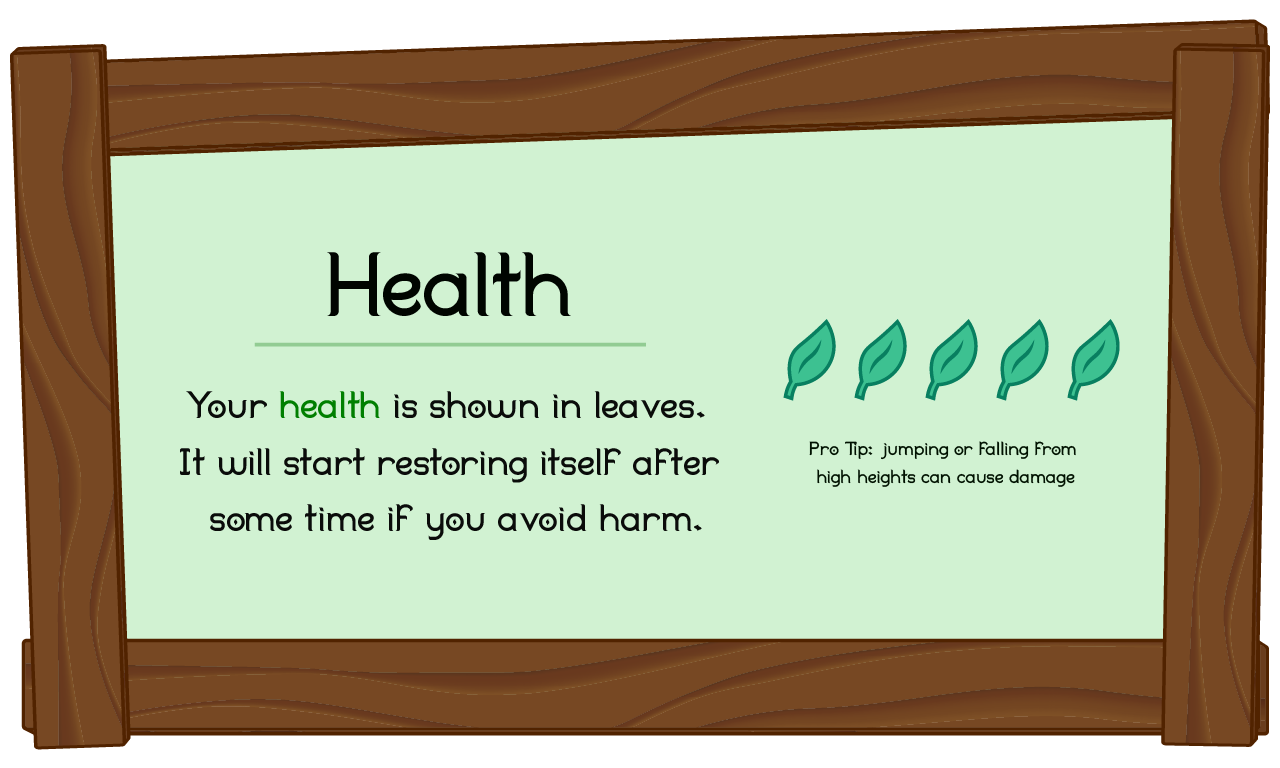 Health
Your health is shown in leaves.
It will start restoring itself after
some time if you avoid harm.
Pro Tip: jumping or falling from
high heights can cause damage